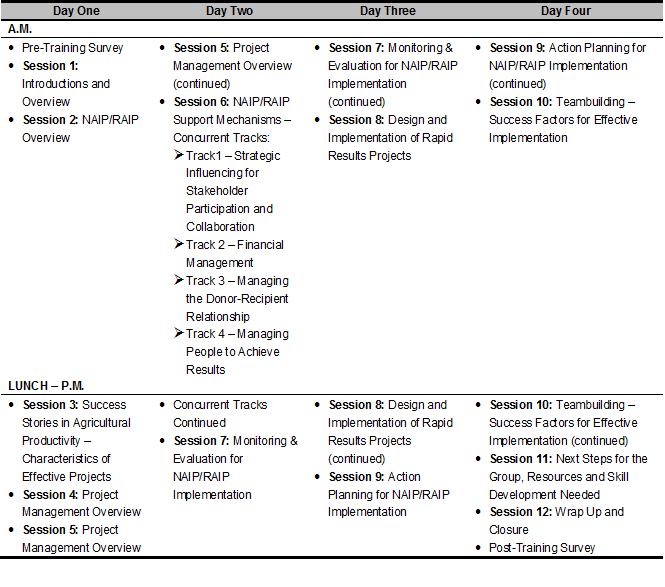 Day One
Day Two
Day Three
Day Four
A.M.
• Pre-Training Survey
• Session 1:
Introductions and
Overview
• Session 2: NAIP/RAIP
Overview
• Session 5: Project
Management Overview
(continued)
• Session 6: NAIP/RAIP
Support Mechanisms –
Concurrent Tracks:
➤ Track1 – Strategic
Influencing for
Stakeholder
Participation and
Collaboration
➤ Track 2 – Financial
Management
➤ Track 3 – Managing
the Donor-Recipient
Relationship
➤ Track 4 – Managing
People to Achieve
Results
• Session 7: Monitoring &
Evaluation for NAIP/RAIP
Implementation
(continued)
• Session 8: Design and
Implementation of Rapid
Results Projects
• Session 9: Action Planning for
NAIP/RAIP Implementation
(continued)
• Session 10: Teambuilding –
Success Factors for Effective
Implementation
LUNCH – P.M.
• Session 3: Success
Stories in Agricultural
Productivity –
Characteristics of
Effective Projects
• Session 4: Project
Management Overview
• Session 5: Project
Management Overview
• Concurrent Tracks
Continued
• Session 7: Monitoring &
Evaluation for
NAIP/RAIP
Implementation
• Session 8: Design and
Implementation of Rapid
Results Projects
(continued)
• Session 9: Action
Planning for NAIP/RAIP
Implementation
• Session 10: Teambuilding –
Success Factors for Effective
Implementation (continued)
• Session 11: Next Steps for the
Group, Resources and Skill
Development Needed
• Session 12: Wrap Up and
Closure
• Post-Training Survey